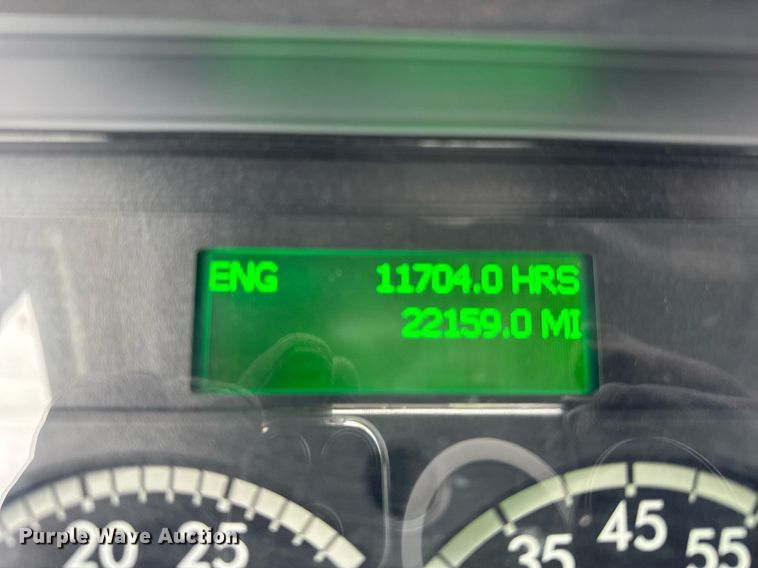 ENG 11704.0 HRS
22159.0 MI
20 25 35 45 55
Purple Wave Auction